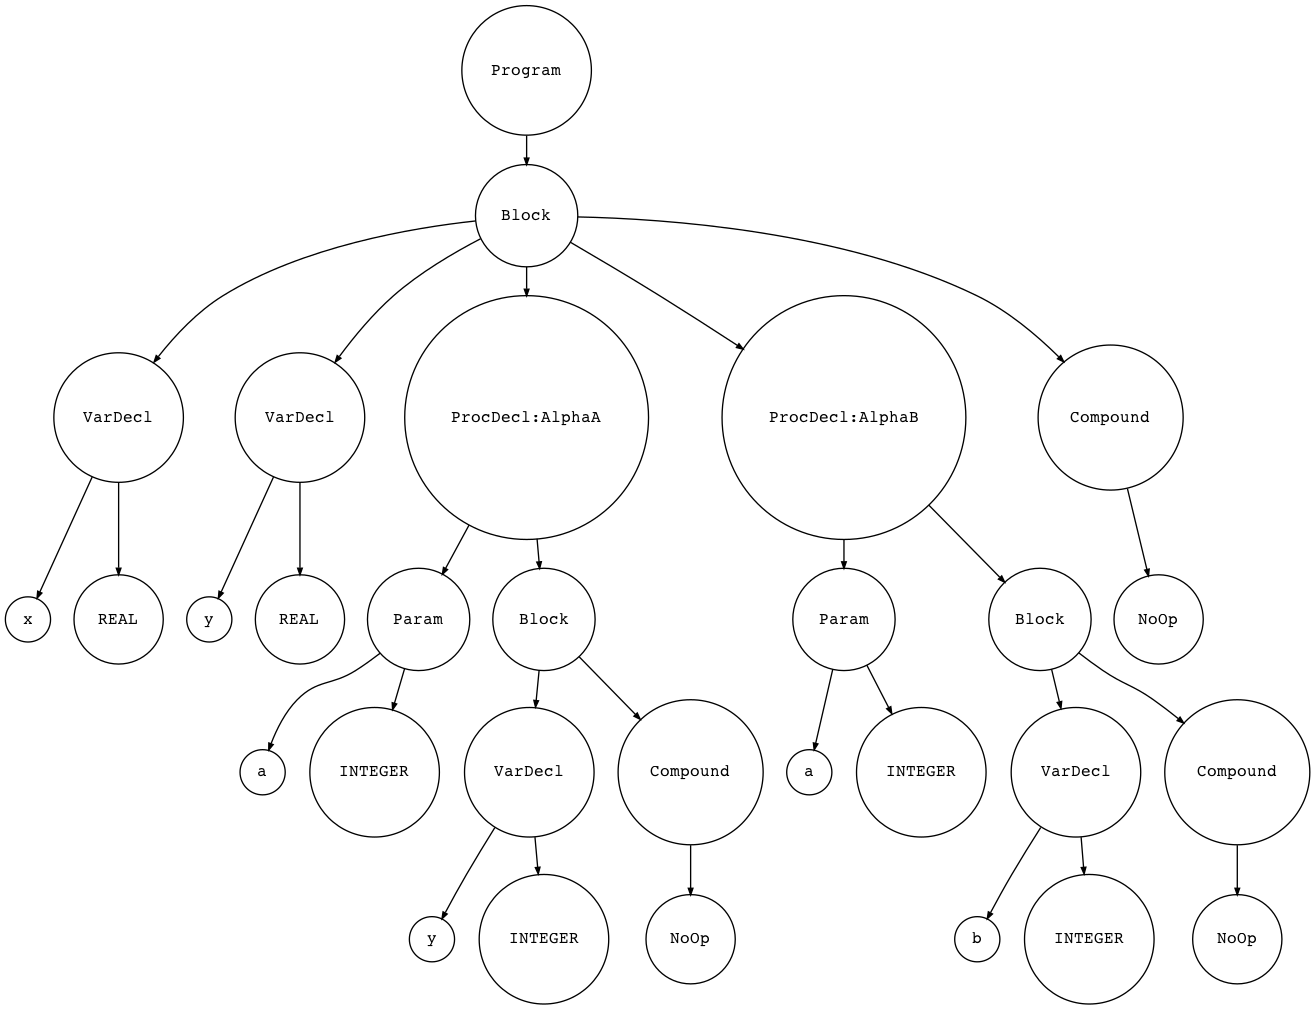 Program
Block
VarDecl
VarDecl
ProcDecl:AlphaA
ProcDecl:AlphaB
Compound
x
REAL
y
REAL
Param
Block
Param
Block
NoOp
a
INTEGER
VarDecl
Compound
a
INTEGER
VarDecl
Compound
y
INTEGER
NoOp
b
INTEGER
NoOp